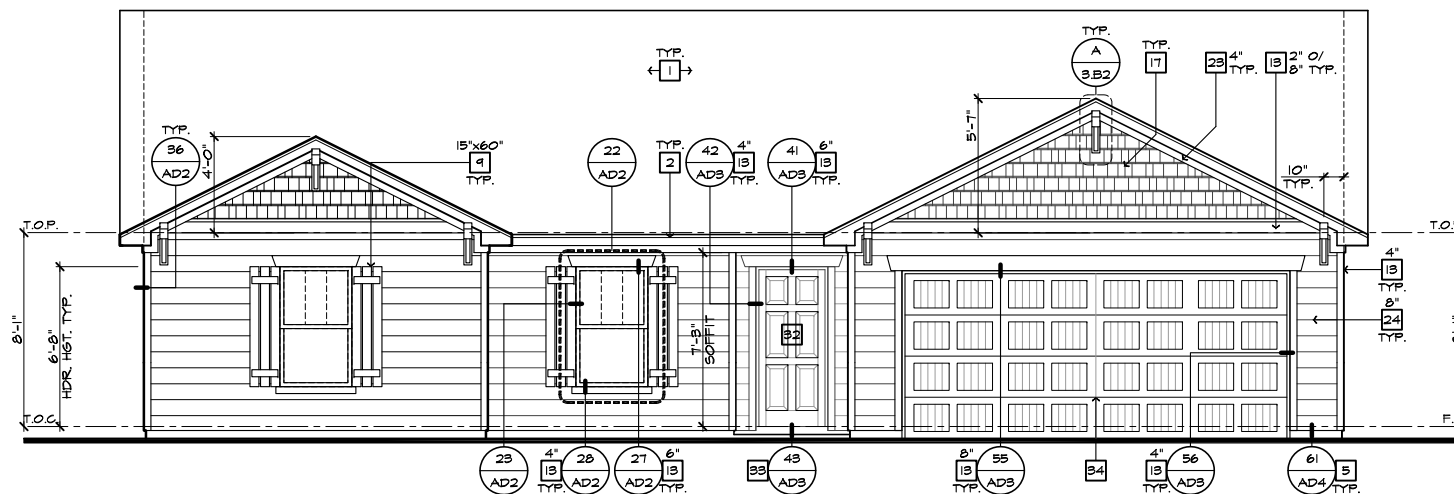 TYP.
1
TYP.
A
3.B2
TYP.
17
23 4"
TYP.
13 2" O/
8" TYP.
5'-7"
TYP.
36
AD2
4'-0"
15"x60"
9
TYP.
22
AD2
TYP.
2
42
AD3
4"
13
TYP.
41
AD3
6"
13
TYP.
10"
TYP.
T.O.P.
T.O.
8'-1"
6'-8"
HDR. HGT. TYP.
7'-3"
SOFFIT
32
4"
13
TYP.
8"
24
TYP.
T.O.C.
F.
23
AD2
4"
13
TYP.
28
AD2
27
AD2
6"
13
TYP.
33
43
AD3
8"
13
TYP.
55
AD3
34
4"
13
TYP.
56
AD3
61
AD4
5
TYP.